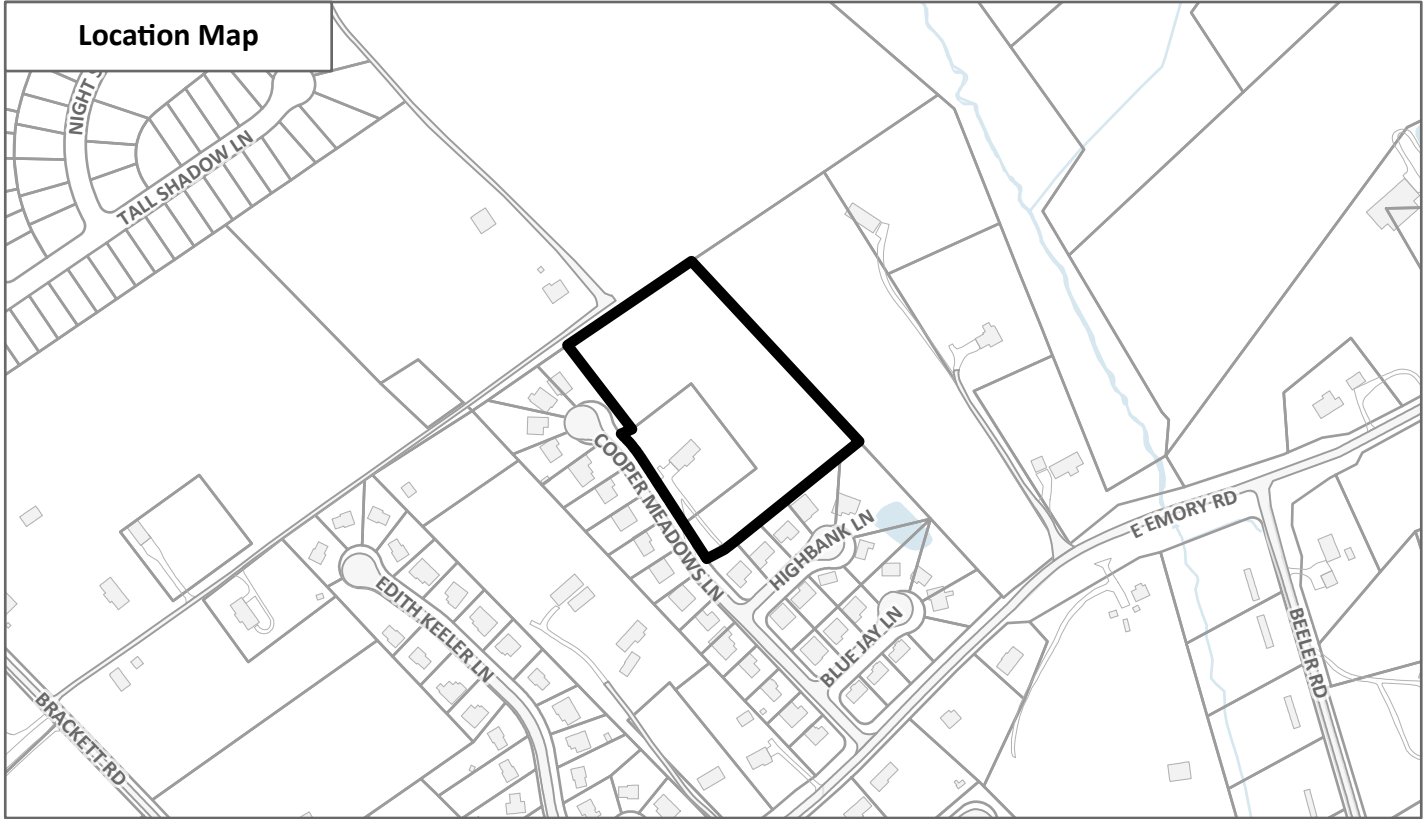 Location Map
NIGHT S
TALL SHADOW LN
COOPER MEADOWS LN
HIGHBANK LN
E EMORY RD
EDITH KEELER LN
BLUE JAY LN
BEELER RD
BRACKETT RD